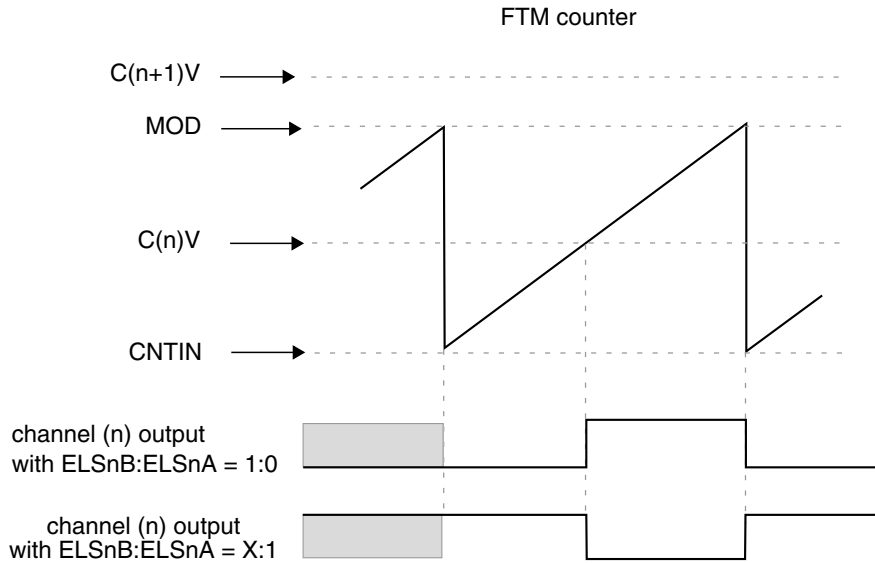 FTM counter
C(n+1)V
MOD
C(n)V
CNTIN
channel (n) output
with ELSnB:ELSnA = 1:0
channel (n) output
with ELSnB:ELSnA = X:1